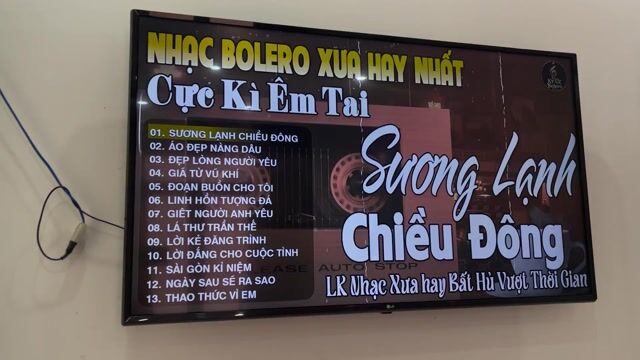 NHẠC BOLERO XƯA HAY NHẤT
Cực Kì Êm Tai
01. SƯƠNG LẠNH CHIỀU ĐÔNG
02. ÁO ĐẸP NÀNG DÂU
03. ĐẸP LÒNG NGƯỜI YÊU
04. GIÃ TỪ VŨ KHÍ
05. ĐOẠN BUỒN CHO TÔI
06. LINH HỒN TƯỢNG ĐÁ
07. GIẾT NGƯỜI ANH YÊU
08. LÁ THƯ TRẦN THẾ
09. LỜI KẺ ĐĂNG TRÌNH
10. LỜI ĐẮNG CHO CUỘC TÌNH
11. SÀI GÒN KỈ NIỆM
12. NGÀY SAU SẼ RA SAO
13. THAO THỨC VÌ EM
Sương Lạnh
Chiều Đông
EASE AUTO STOP
LK Nhạc Xưa hay Bất Hủ Vượt Thời Gian
LG